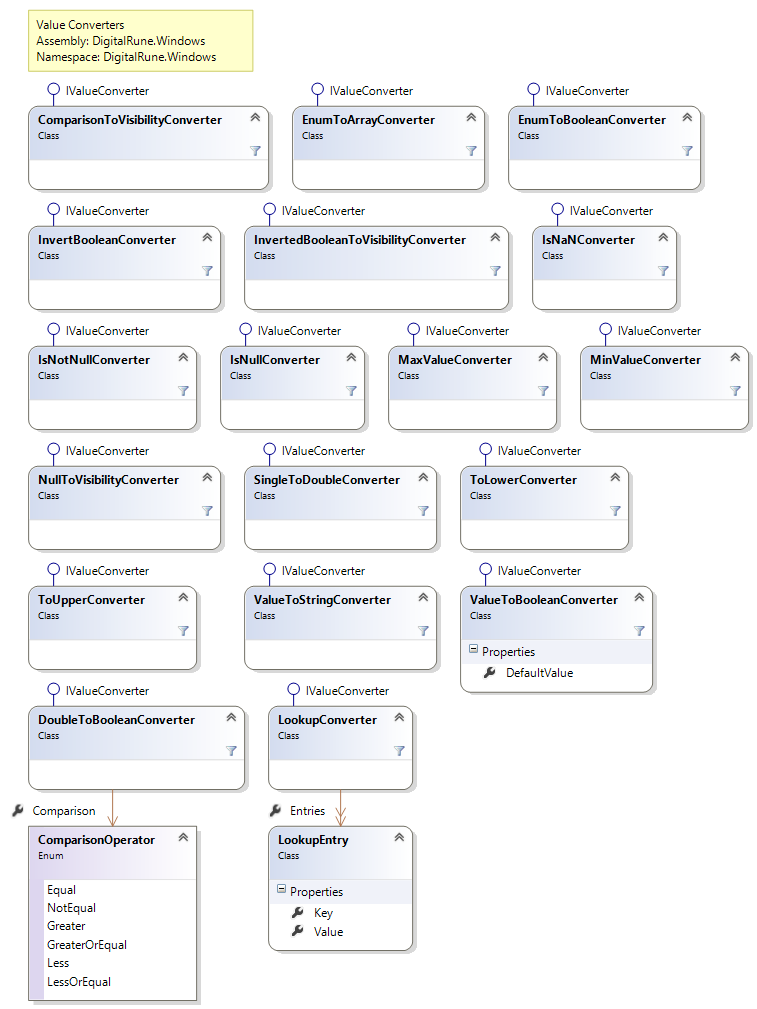 Value Converters
Assembly: DigitalRune.Windows
Namespace: DigitalRune.Windows
IValueConverter
IValueConverter
IValueConverter
ComparisonToVisibilityConverter
Class
EnumToArrayConverter
Class
EnumToBooleanConverter
Class
IValueConverter
IValueConverter
IValueConverter
InvertBooleanConverter
Class
InvertedBooleanToVisibilityConverter
Class
IsNaNConverter
Class
IValueConverter
IValueConverter
IValueConverter
IValueConverter
IsNotNullConverter
Class
IsNullConverter
Class
MaxValueConverter
Class
MinValueConverter
Class
IValueConverter
IValueConverter
IValueConverter
NullToVisibilityConverter
Class
SingleToDoubleConverter
Class
ToLowerConverter
Class
IValueConverter
IValueConverter
IValueConverter
ToUpperConverter
Class
ValueToStringConverter
Class
ValueToBooleanConverter
Class
Properties
DefaultValue
IValueConverter
IValueConverter
DoubleToBooleanConverter
Class
LookupConverter
Class
Comparison
Entries
ComparisonOperator
Enum
Equal
NotEqual
Greater
GreaterOrEqual
Less
LessOrEqual
LookupEntry
Class
Properties
Key
Value